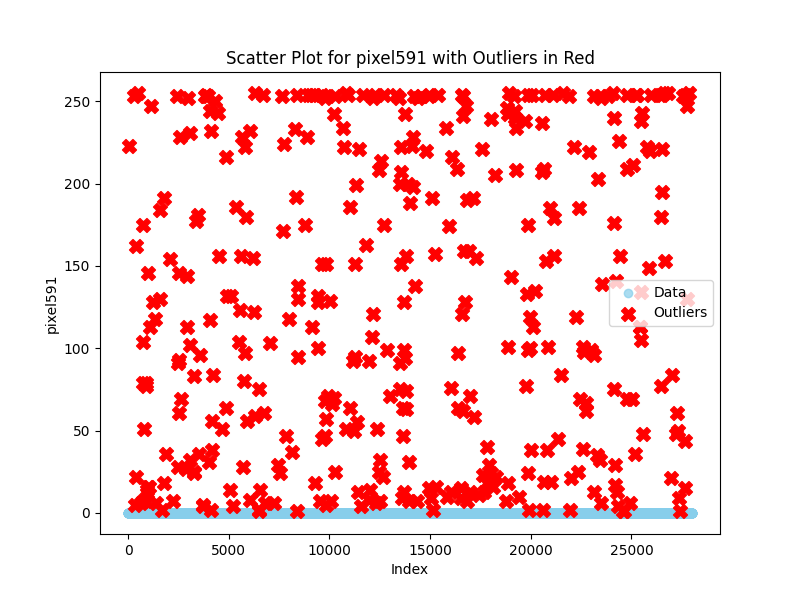 Scatter Plot for pixel591 with Outliers in Red
250
200
150
100
50
0
pixel591
Data
Outliers
0
5000
10000
15000
20000
25000
Index